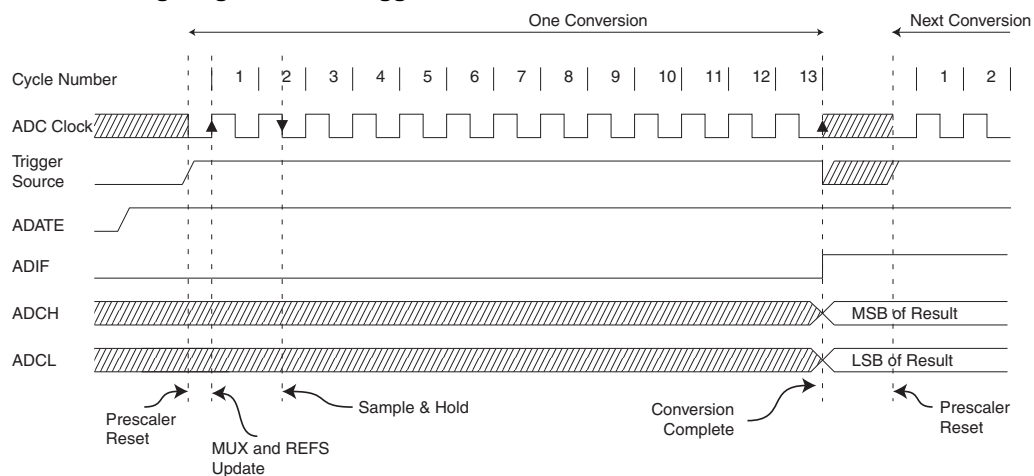 One Conversion Next Conversion
Cycle Number 1 2 3 4 5 6 7 8 9 10 11 12 13 1 2
ADC Clock
Trigger
Source
ADATE
ADIF
ADCH MSB of Result
ADCL LSB of Result
Prescaler
Reset
MUX and REFS
Update
Sample & Hold
Conversion
Complete
Prescaler
Reset